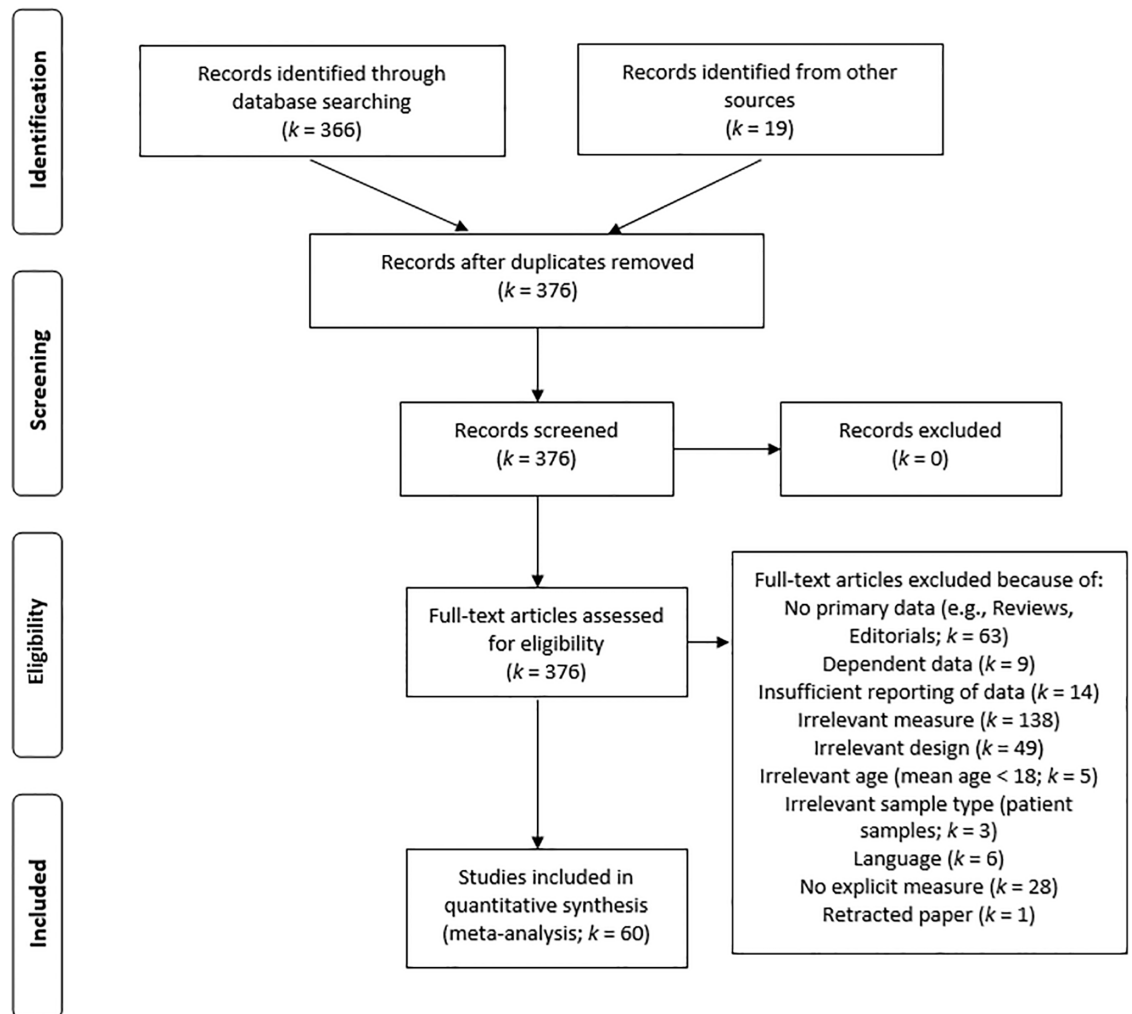 Identification
Records identified through
database searching
(k = 366)
Records identified from other
sources
(k = 19)
Records after duplicates removed
(k = 376)
Screening
Records screened
(k = 376)
Records excluded
(k = 0)
Eligibility
Full-text articles assessed
for eligibility
(k = 376)
Full-text articles excluded because of:
No primary data (e.g., Reviews,
Editorials; k = 63)
Dependent data (k = 9)
Insufficient reporting of data (k = 14)
Irrelevant measure (k = 138)
Irrelevant design (k = 49)
Irrelevant age (mean age < 18; k = 5)
Irrelevant sample type (patient
samples; k = 3)
Language (k = 6)
No explicit measure (k = 28)
Retracted paper (k = 1)
Included
Studies included in
quantitative synthesis
(meta-analysis; k = 60)